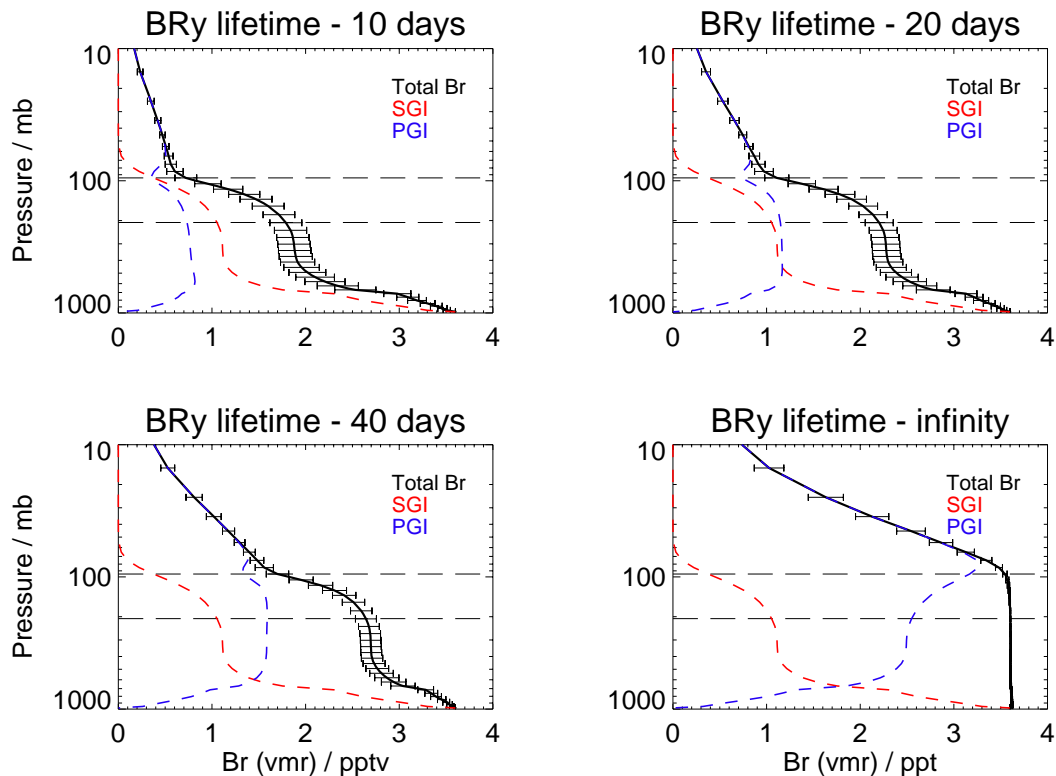 BRy lifetime - 10 days
10
100
1000
Pressure / mb
Total Br
SGI
PGI
0 1 2 3 4
BRy lifetime - 20 days
10
100
1000
Total Br
SGI
PGI
0 1 2 3 4
BRy lifetime - 40 days
10
100
1000
Pressure / mb
Total Br
SGI
PGI
0 1 2 3 4
Br (vmr) / pptv
BRy lifetime - infinity
10
100
1000
Total Br
SGI
PGI
0 1 2 3 4
Br (vmr) / ppt